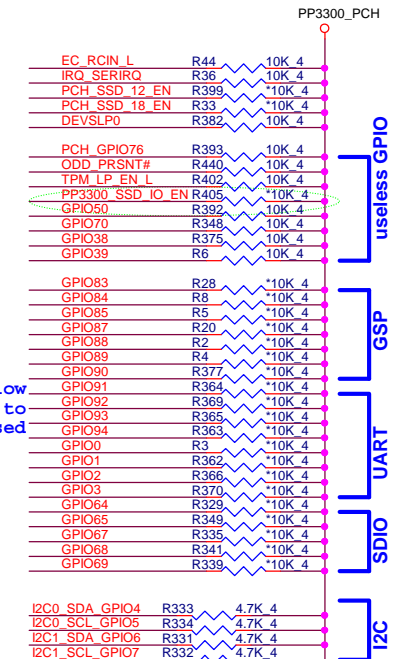 PP3300_PCH
EC_RCIN_L R44 10K_4
IRQ_SERIRQ R36 10K_4
PCH_SSD_12_EN R399 *10K_4
PCH_SSD_18_EN R33 *10K_4
DEVSLP0 R382 10K_4
PCH_GPIO76 R393 10K_4
ODD_PRSNT# R440 10K_4
TPM_LP_EN_L R402 10K_4
PP3300_SSD_IO_EN R405 *10K_4
GPIO50 R392 10K_4
GPIO70 R348 10K_4
GPIO38 R375 10K_4
GPIO39 R6 10K_4
useless GPIO
GPIO83 R28 *10K_4
GPIO84 R8 *10K_4
GPIO85 R5 *10K_4
GPIO87 R20 *10K_4
GPIO88 R2 *10K_4
GPIO89 R4 *10K_4
GPIO90 R377 *10K_4
GSP
ow
to
sed
GPIO91 R364 *10K_4
GPIO92 R369 *10K_4
GPIO93 R365 *10K_4
GPIO94 R363 *10K_4
GPIO0 R3 *10K_4
GPIO1 R362 *10K_4
GPIO2 R366 *10K_4
GPIO3 R370 *10K_4
UART
GPIO64 R329 *10K_4
GPIO65 R349 *10K_4
GPIO67 R335 *10K_4
GPIO68 R341 *10K_4
GPIO69 R339 *10K_4
SDIO
I2C0_SDA_GPIO4 R333 4.7K_4
I2C0_SCL_GPIO5 R334 4.7K_4
I2C1_SDA_GPIO6 R331 4.7K_4
I2C1_SCL_GPIO7 R332 4.7K_4
I2C